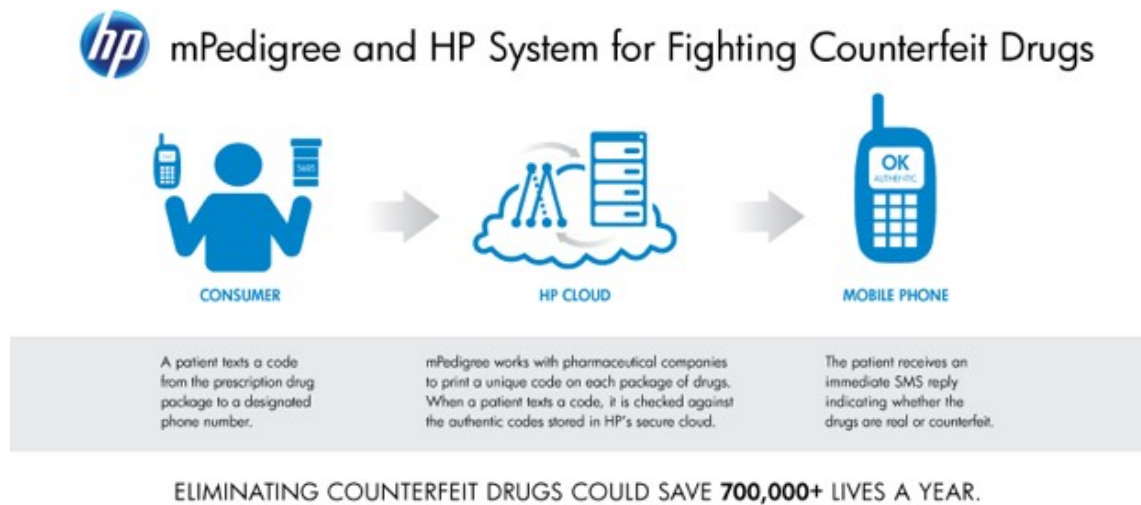 hp mPedigree and HP System for Fighting Counterfeit Drugs
5685
OK
AUTHENTIC
CONSUMER
HP CLOUD
MOBILE PHONE
A patient texts a code
from the prescription drug
package to a designated
phone number.
mPedigree works with pharmaceutical companies
to print a unique code on each package of drugs.
When a patient texts a code, it is checked against
the authentic codes stored in HP's secure cloud.
The patient receives an
immediate SMS reply
indicating whether the
drugs are real or counterfeit.
ELIMINATING COUNTERFEIT DRUGS COULD SAVE 700,000+ LIVES A YEAR.